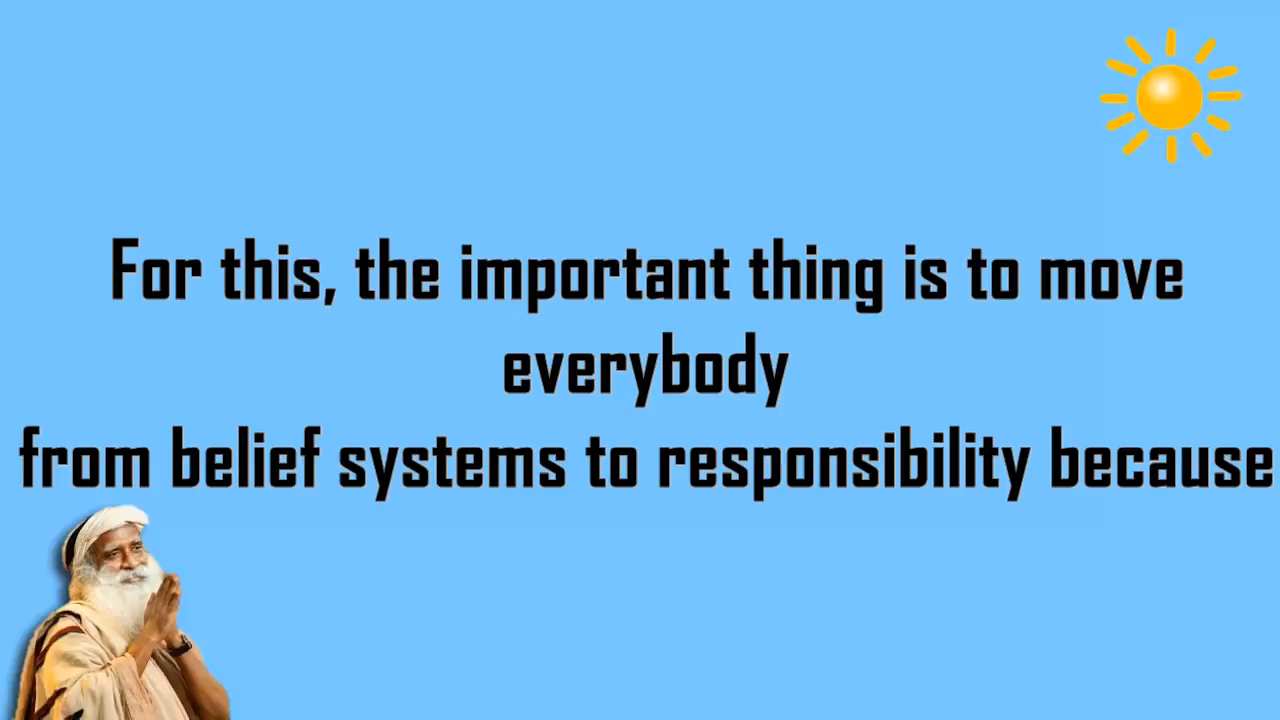 For this, the important thing is to move
everybody
from belief systems to responsibility because